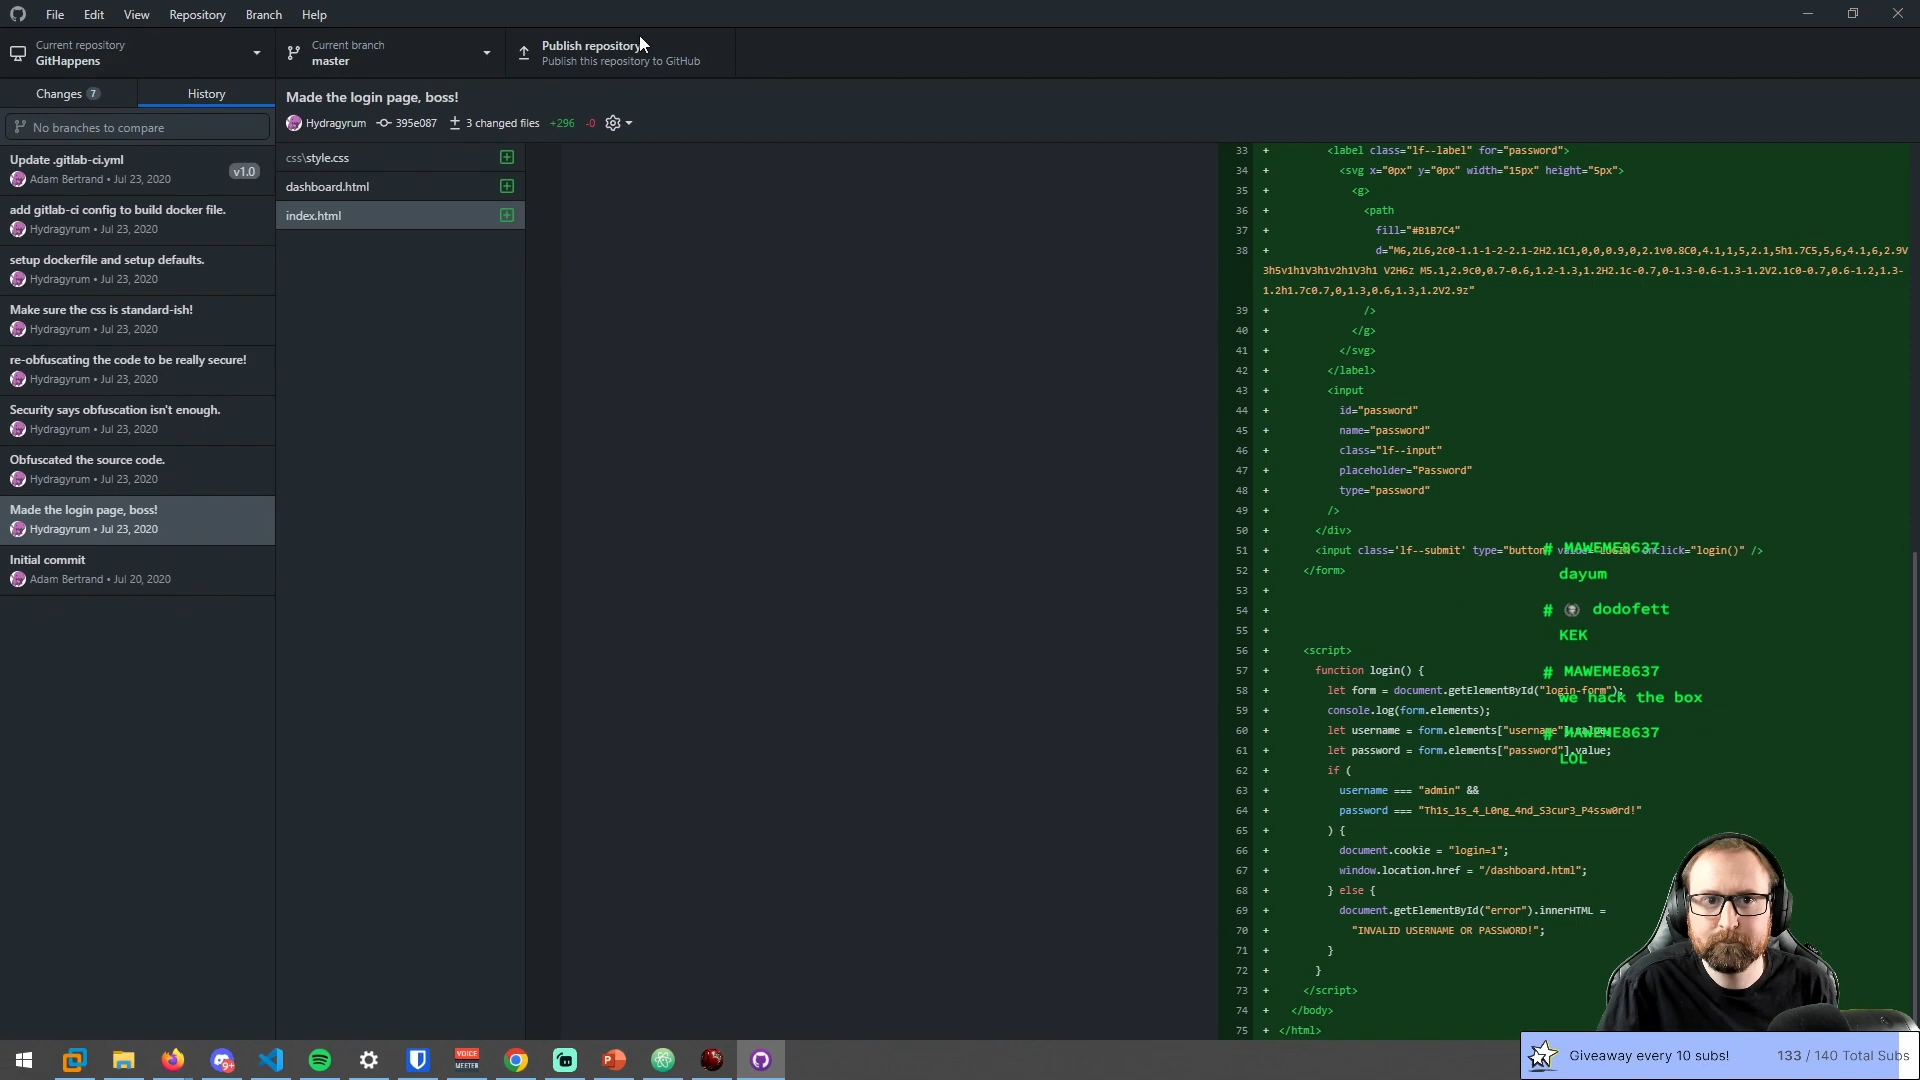 File Edit View Repository Branch Help
Current repository
GitHappens
Current branch
master
Publish repository
Publish this repository to GitHub
Changes 7
History
No branches to compare
Update .gitlab-ci.yml
Adam Bertrand • Jul 23, 2020
v1.0
add gitlab-ci config to build docker file.
Hydragyrum • Jul 23, 2020
setup dockerfile and setup defaults.
Hydragyrum • Jul 23, 2020
Make sure the css is standard-ish!
Hydragyrum • Jul 23, 2020
re-obfuscating the code to be really secure!
Hydragyrum • Jul 23, 2020
Security says obfuscation isn't enough.
Hydragyrum • Jul 23, 2020
Obfuscated the source code.
Hydragyrum • Jul 23, 2020
Made the login page, boss!
Hydragyrum • Jul 23, 2020
Initial commit
Adam Bertrand • Jul 20, 2020
Made the login page, boss!
Hydragyrum 395e087 3 changed files +296 -0
css\style.css
dashboard.html
index.html
33 + <label class="lf--label" for="password">
34 + <svg x="0px" y="0px" width="15px" height="5px">
35 + <g>
36 + <path
37 + fill="#B1B7C4"
38 + d="M6,2L6,2c0-1.1-1-2-2.1-2H2.1C1,0,0,0.9,0,2.1v0.8C0,4.1,1,5,2.1,5h1.7C5,5,6,4.1,6,2.9V
3h5v1h1V3h1v2h1V3h1 V2H6z M5.1,2.9c0,0.7-0.6,1.2-1.3,1.2H2.1c-0.7,0-1.3-0.6-1.3-1.2V2.1c0-0.7,0.6-1.2,1.3-
1.2h1.7c0.7,0,1.3,0.6,1.3,1.2V2.9z"
39 + />
40 + </g>
41 + </svg>
42 + </label>
43 + <input
44 + id="password"
45 + name="password"
46 + class="lf--input"
47 + placeholder="Password"
48 + type="password"
49 + />
50 + </div>
51 + <input class='lf--submit' type="button" value="LOGIN" onclick="login()" />
52 + </form>
53 +
54 +
55 +
56 + <script>
57 + function login() {
58 + let form = document.getElementById("login-form");
59 + console.log(form.elements);
60 + let username = form.elements["username"].value;
61 + let password = form.elements["password"].value;
62 + if (
63 + username === "admin" &&
64 + password === "Th1s_1s_4_L0ng_4nd_S3cur3_P4ssw0rd!"
65 + ) {
66 + document.cookie = "login=1";
67 + window.location.href = "/dashboard.html";
68 + } else {
69 + document.getElementById("error").innerHTML =
70 + "INVALID USERNAME OR PASSWORD!";
71 + }
72 + }
73 + </script>
74 + </body>
75 + </html>
# MAWEME8637
dayum
# dodofett
KEK
# MAWEME8637
we hack the box
# MAWEME8637
LOL
9+
VOICE
MEETER
Giveaway every 10 subs! 133 / 140 Total Subs